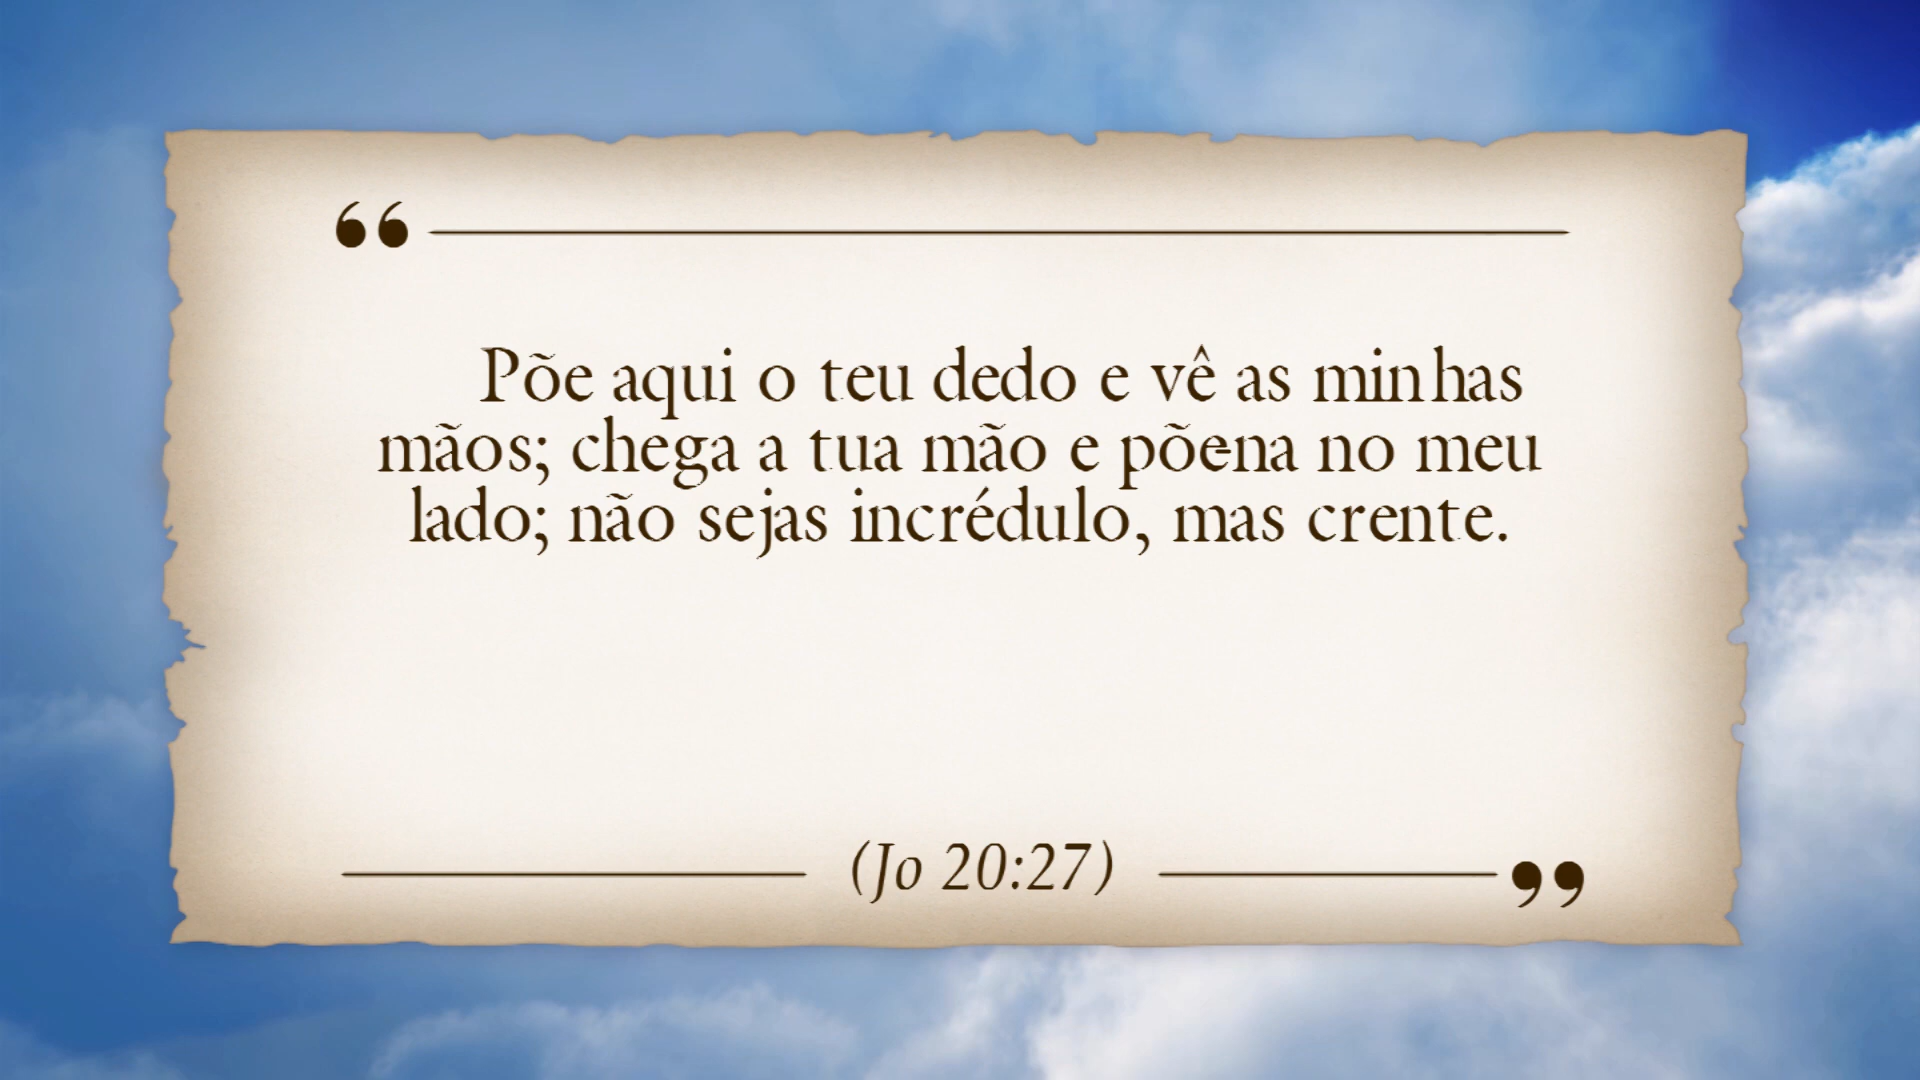 “
Põe aqui o teu dedo e vê as minhas
mãos; chega a tua mão e põena no meu
lado; não sejas incrédulo, mas crente.
(Jo 20:27)
”